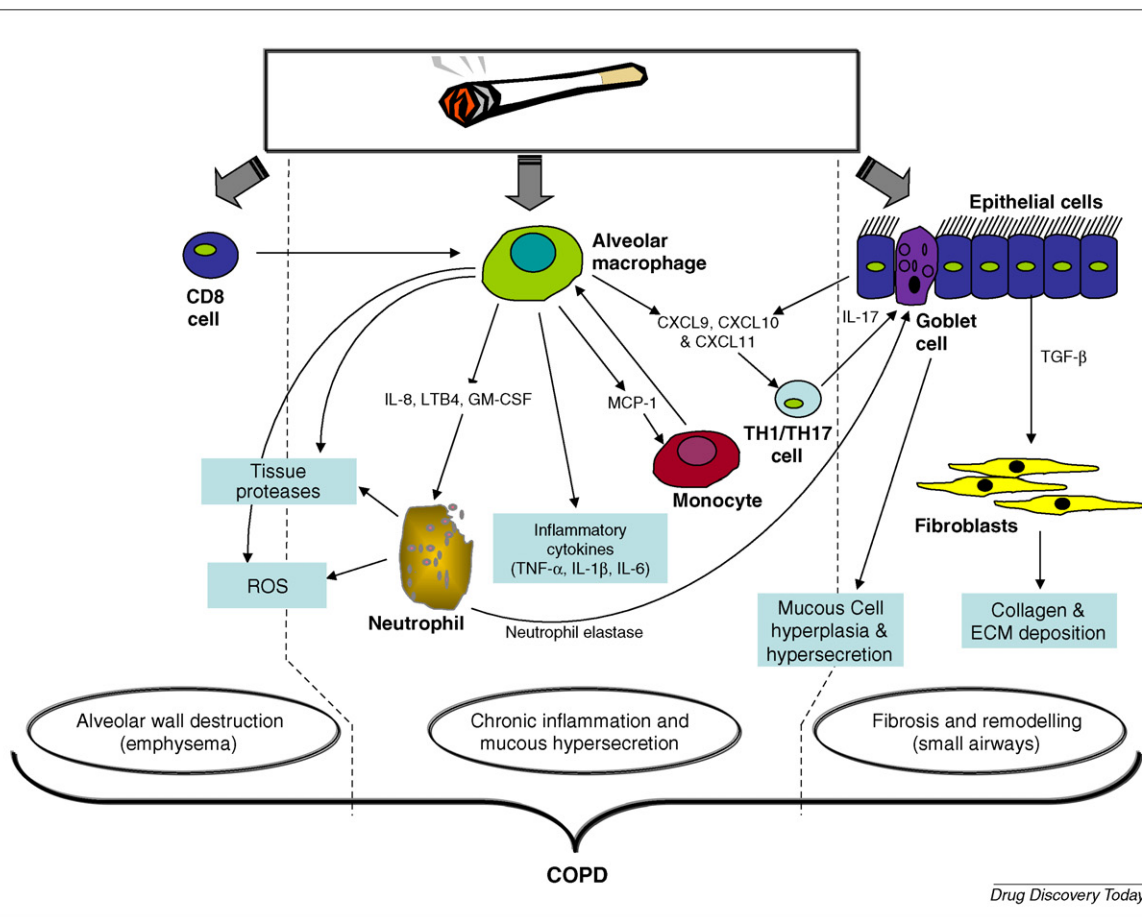 Epithelial cells
Alveolar
macrophage
CD8
cell
CXCL9, CXCL10
& CXCL11
IL-17
Goblet
cell
TGF-β
IL-8, LTB4, GM-CSF
MCP-1
TH1/TH17
cell
Tissue
proteases
Monocyte
Fibroblasts
Inflammatory
cytokines
(TNF-α, IL-1β, IL-6)
ROS
Neutrophil
Neutrophil elastase
Mucous Cell
hyperplasia &
hypersecretion
Collagen &
ECM deposition
Alveolar wall destruction
(emphysema)
Chronic inflammation and
mucous hypersecretion
Fibrosis and remodelling
(small airways)
COPD
Drug Discovery Today